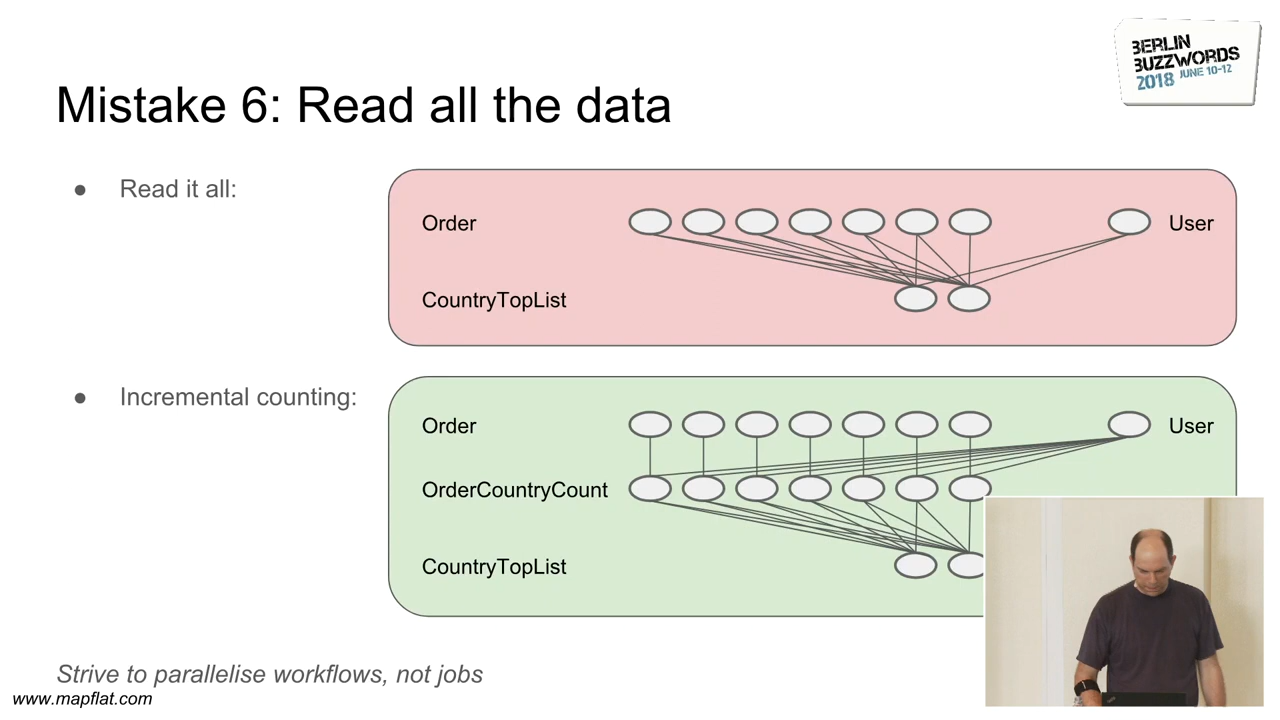 BERLIN
BUZZWORDS
2018 JUNE 10-12
Mistake 6: Read all the data
● Read it all:
Order
User
CountryTopList
● Incremental counting:
Order
User
OrderCountryCount
CountryTopList
Strive to parallelise workflows, not jobs
www.mapflat.com